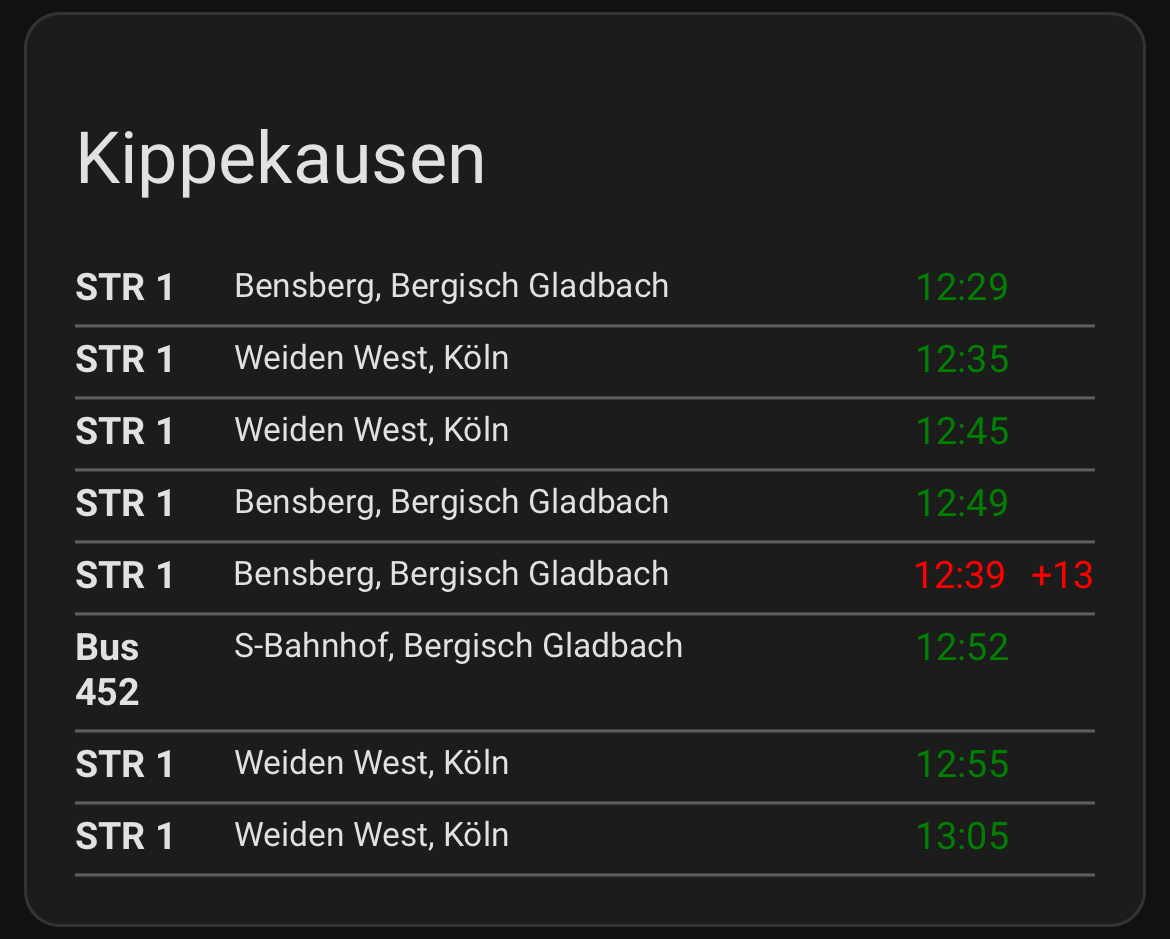 Kippekausen
STR 1 Bensberg, Bergisch Gladbach 12:29
STR 1 Weiden West, Köln 12:35
STR 1 Weiden West, Köln 12:45
STR 1 Bensberg, Bergisch Gladbach 12:49
STR 1 Bensberg, Bergisch Gladbach 12:39 +13
Bus S-Bahnhof, Bergisch Gladbach 12:52
452
STR 1 Weiden West, Köln 12:55
STR 1 Weiden West, Köln 13:05